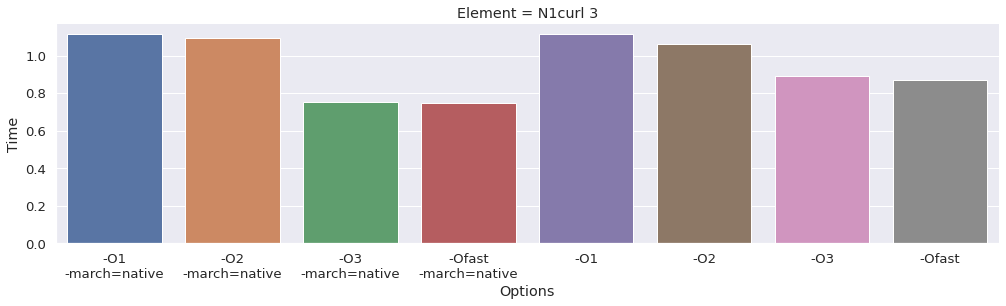 Element = N1curl 3
Time
1.0
0.8
0.6
0.4
0.2
0.0
-O1 -O2 -O3 -Ofast -O1 -O2 -O3 -Ofast
-march=native -march=native -march=native -march=native
Options